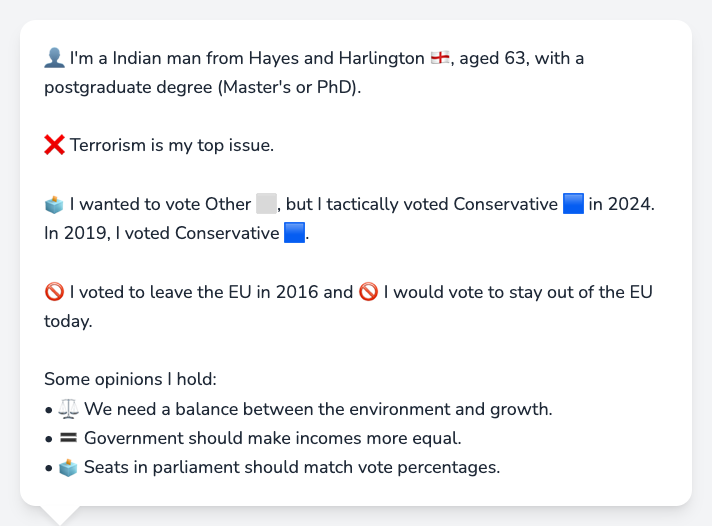 👤 I'm a Indian man from Hayes and Harlington 🏴󠁧󠁢󠁥󠁮󠁧󠁿, aged 63, with a
postgraduate degree (Master's or PhD).
❌ Terrorism is my top issue.
🗳️ I wanted to vote Other ⬜, but I tactically voted Conservative 🟦 in 2024.
In 2019, I voted Conservative 🟦.
🚫 I voted to leave the EU in 2016 and 🚫 I would vote to stay out of the EU
today.
Some opinions I hold:
• ⚖️ We need a balance between the environment and growth.
• 🟰 Government should make incomes more equal.
• 🗳️ Seats in parliament should match vote percentages.